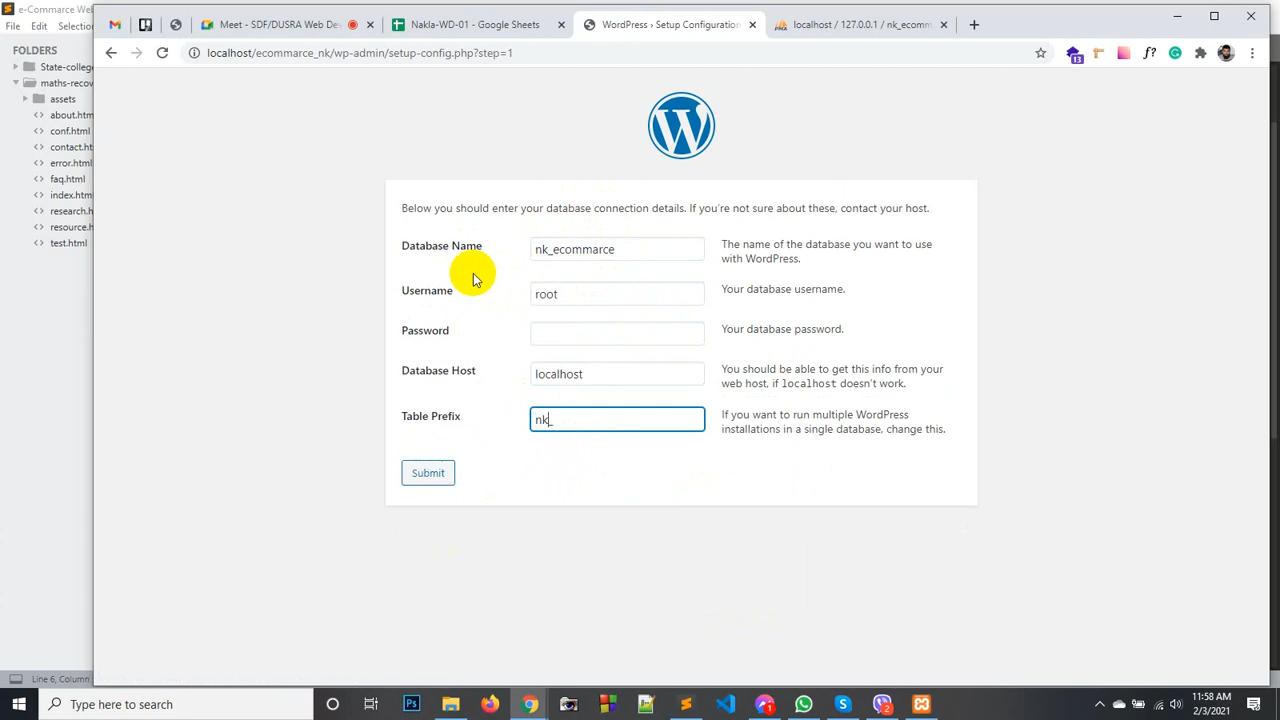 e-Commarce Web
File Edit Selection
FOLDERS
State-colleg
maths-recov
assets
about.htm
conf.html
contact.htm
error.html
faq.html
index.html
research.h
resource.h
test.html
Line 6, Column
Meet - SDF/DUSRA Web De
Nakla-WD-01 - Google Sheets
WordPress › Setup Configuration
localhost / 127.0.0.1 / nk_ecomm
localhost/ecommarce_nk/wp-admin/setup-config.php?step=1
f?
13
W
Below you should enter your database connection details. If you're not sure about these, contact your host.
Database Name
nk_ecommarce
The name of the database you want to use
with WordPress.
Username
root
Your database username.
Password
Your database password.
Database Host
localhost
You should be able to get this info from your
web host, if localhost doesn't work.
Table Prefix
nk_
If you want to run multiple WordPress
installations in a single database, change this.
Submit
Type here to search
Ps
1
2
11:58 AM
2/3/2021